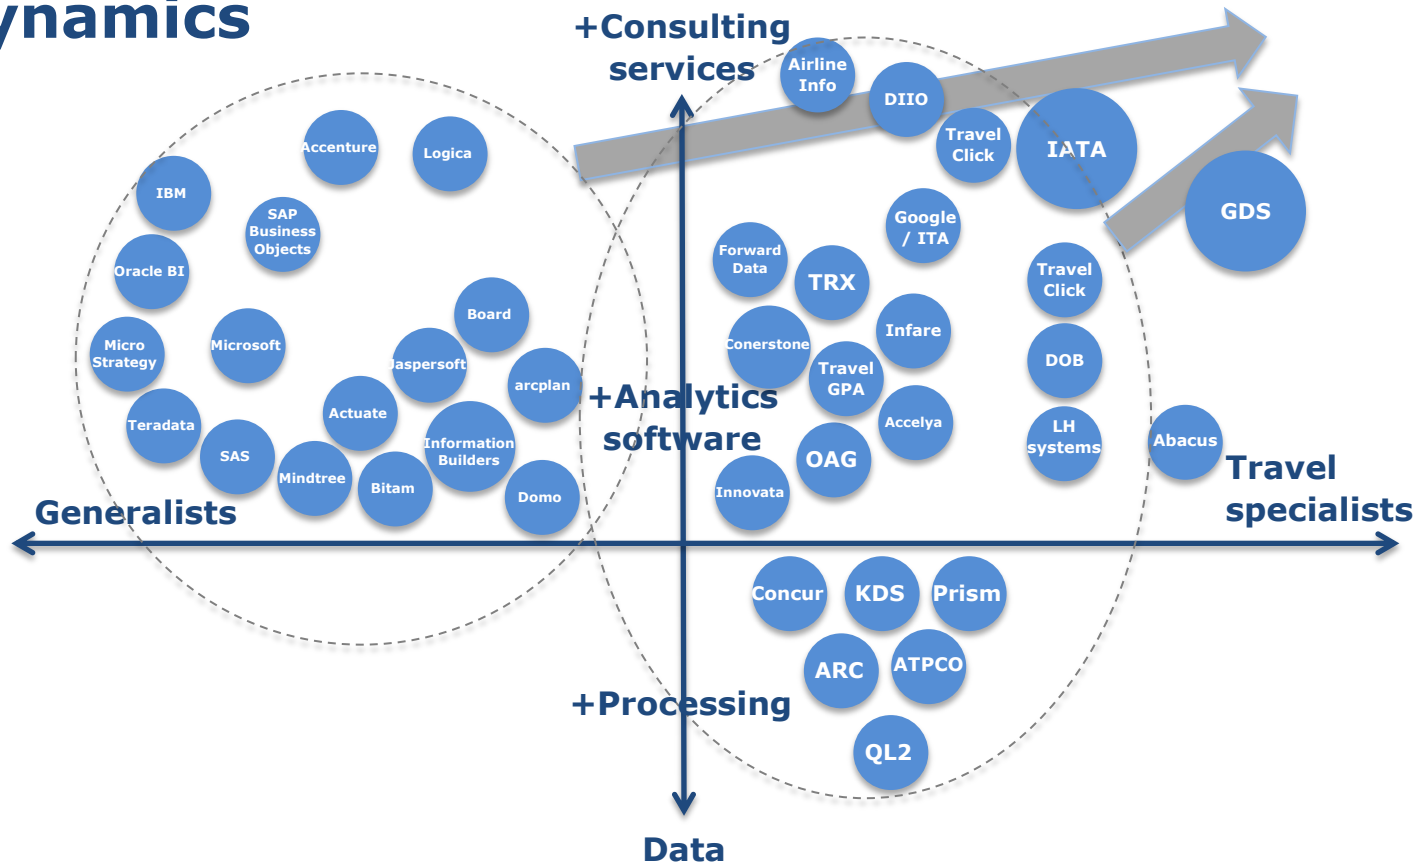 ynamics
+Consulting
services
Airline
Info
DIIO
Travel
Click
IATA
GDS
Accenture
Logica
IBM
SAP
Business
Objects
Oracle BI
Google
/ ITA
Forward
Data
TRX
Travel
Click
Micro
Strategy
Microsoft
Board
Jaspersoft
arcplan
Conerstone
Infare
Travel
GPA
DOB
+Analytics
software
Actuate
Teradata
SAS
Mindtree
Bitam
Information
Builders
Domo
Accelya
OAG
Innovata
LH
systems
Abacus
Travel
specialists
Generalists
Concur
KDS
Prism
ARC
ATPCO
+Processing
QL2
Data